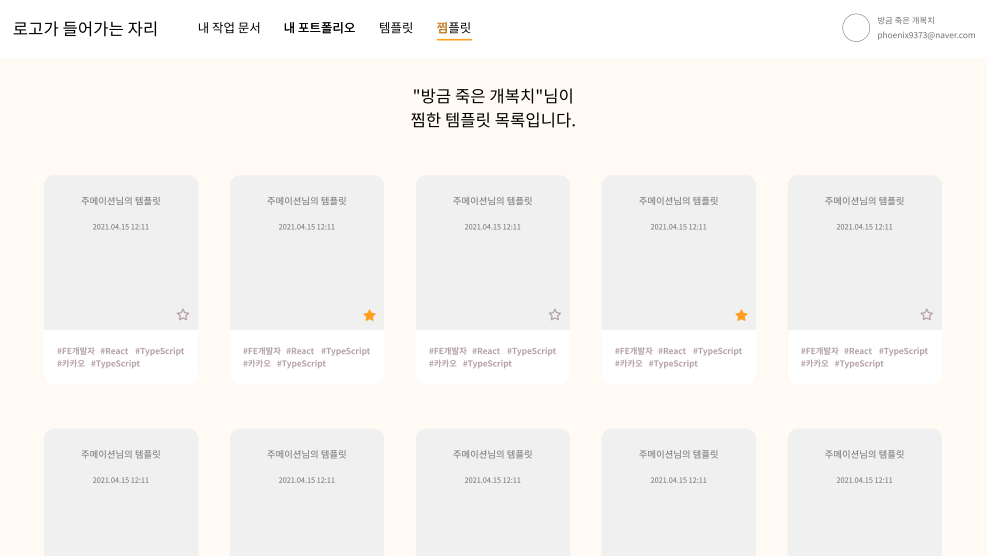 로고가 들어가는 자리
내 작업 문서
내 포트폴리오
템플릿
찜플릿
방금 죽은 개복치
phoenix9373@naver.com
"방금 죽은 개복치"님이
찜한 템플릿 목록입니다.
주메이션님의 템플릿
2021.04.15 12:11
#FE개발자 #React #TypeScript
#카카오 #TypeScript
주메이션님의 템플릿
2021.04.15 12:11
#FE개발자 #React #TypeScript
#카카오 #TypeScript
주메이션님의 템플릿
2021.04.15 12:11
#FE개발자 #React #TypeScript
#카카오 #TypeScript
주메이션님의 템플릿
2021.04.15 12:11
#FE개발자 #React #TypeScript
#카카오 #TypeScript
주메이션님의 템플릿
2021.04.15 12:11
#FE개발자 #React #TypeScript
#카카오 #TypeScript
주메이션님의 템플릿
2021.04.15 12:11
주메이션님의 템플릿
2021.04.15 12:11
주메이션님의 템플릿
2021.04.15 12:11
주메이션님의 템플릿
2021.04.15 12:11
주메이션님의 템플릿
2021.04.15 12:11